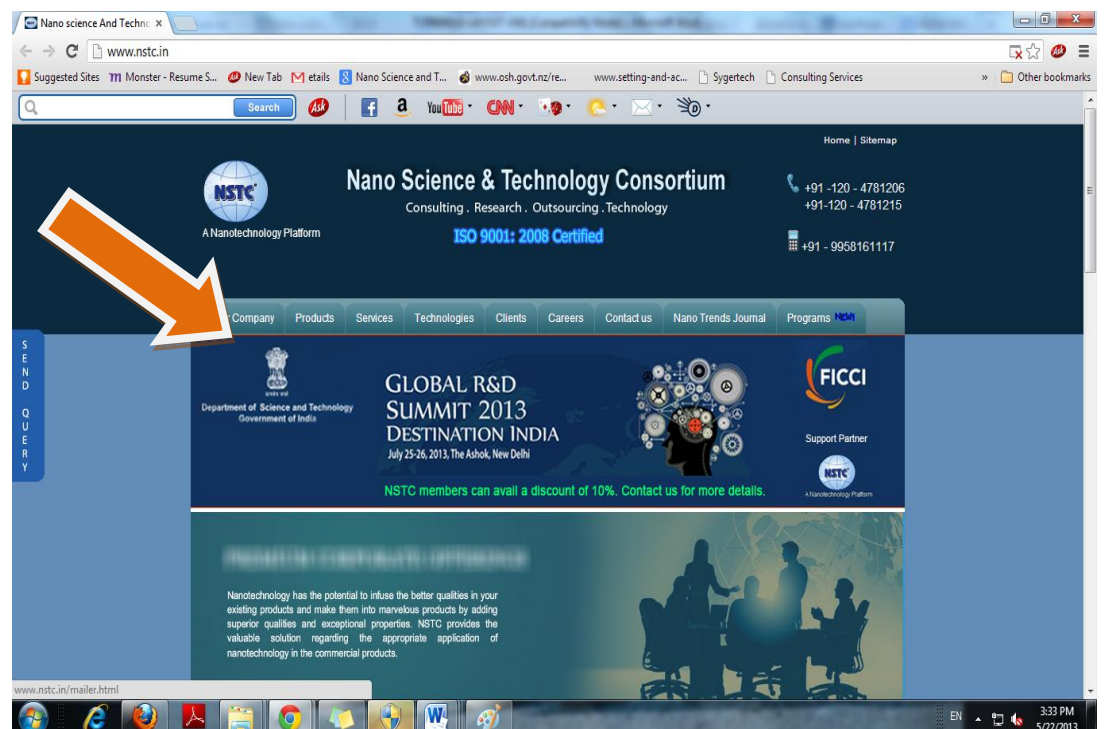 Nano science And Techno
www.nstc.in
Suggested Sites Monster - Resume S... New Tab etails Nano Science and T... www.osh.govt.nz/re... www.setting-and-ac... Sygertech Consulting Services » Other bookmarks
Search Ask YouTube CNN
Home | Sitemap
NSTC
A Nanotechnology Platform
Nano Science & Technology Consortium
Consulting . Research . Outsourcing .Technology
ISO 9001: 2008 Certified
+91 -120 - 4781206
+91-120 - 4781215
+91 - 9958161117
Company Products Services Technologies Clients Careers Contact us Nano Trends Journal Programs NEW!
SEND QUERY
Department of Science and Technology
Government of India
GLOBAL R&D
SUMMIT 2013
DESTINATION INDIA
July 25-26, 2013, The Ashok, New Delhi
NSTC members can avail a discount of 10%. Contact us for more details.
FICCI
Support Partner
NSTC
A Nanotechnology Platform
Nanotechnology has the potential to infuse the better qualities in your
existing products and make them into marvelous products by adding
superior qualities and exceptional properties. NSTC provides the
valuable solution regarding the appropriate application of
nanotechnology in the commercial products.
www.nstc.in/mailer.html
EN 3:33 PM
5/22/2013